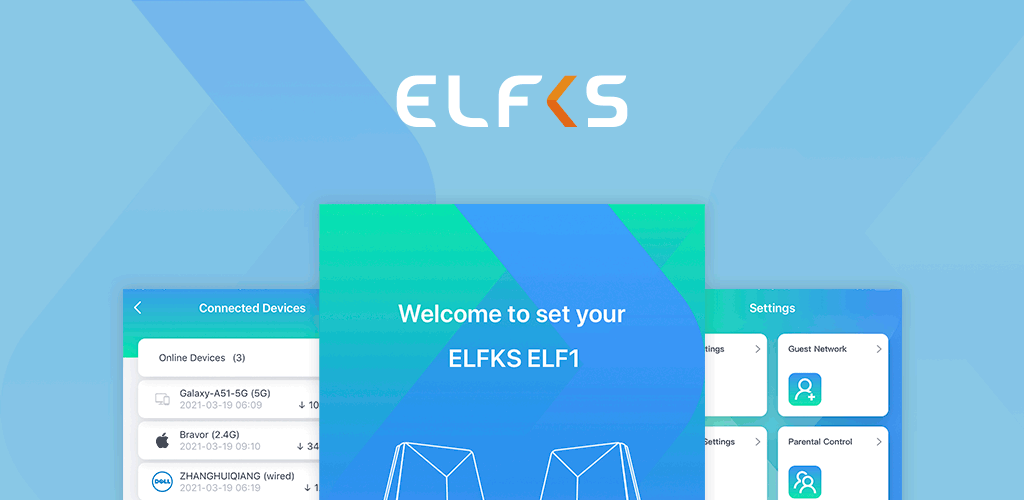 ELFKS
Connected Devices
Online Devices (3)
Galaxy-A51-5G (5G)
2021-03-19 06:09
↓ 10
Bravor (2.4G)
2021-03-19 09:10
↓ 34
DELL
ZHANGHUIQIANG (wired)
2021-03-19 06:19
Welcome to set your
ELFKS ELF1
Settings
Guest Network
Settings
Parental Control